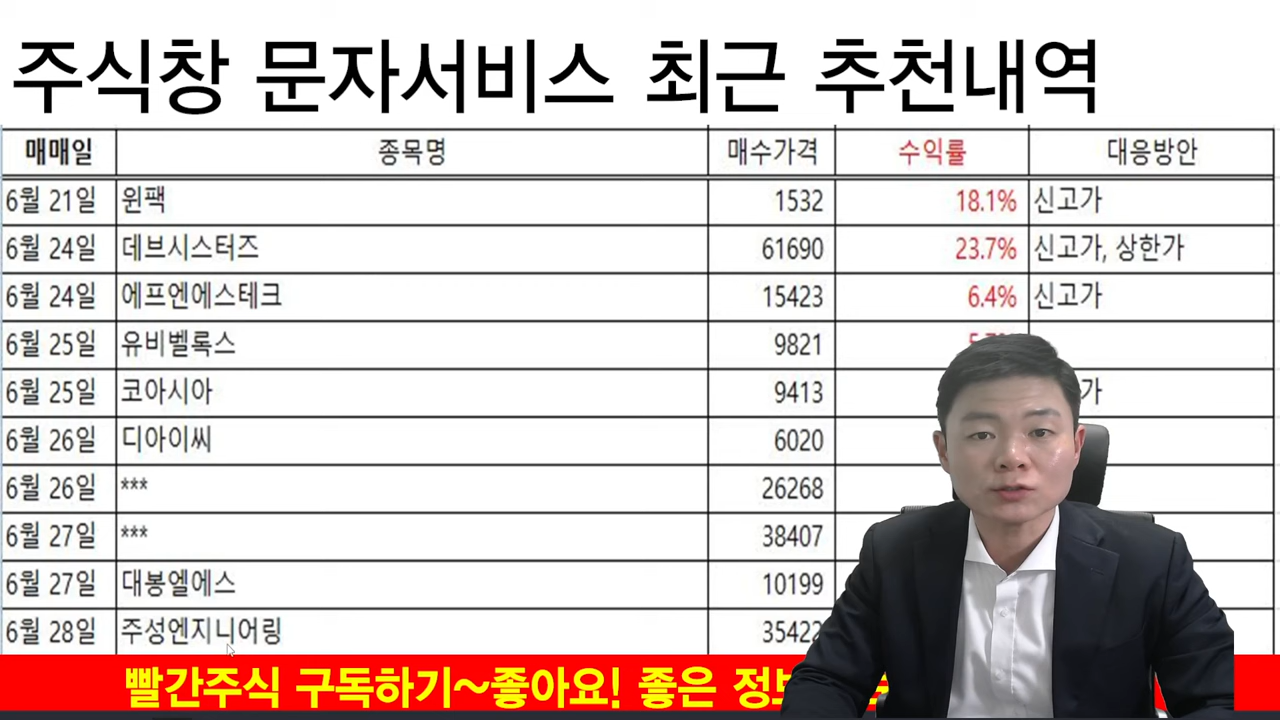 주식창 문자서비스 최근 추천내역
매매일 종목명 매수가격 수익률 대응방안
6월 21일 윈팩 1532 18.1% 신고가
6월 24일 데브시스터즈 61690 23.7% 신고가, 상한가
6월 24일 에프엔에스테크 15423 6.4% 신고가
6월 25일 유비벨록스 9821
6월 25일 코아시아 9413
6월 26일 디아이씨 6020
6월 26일 *** 26268
6월 27일 *** 38407
6월 27일 대봉엘에스 10199
6월 28일 주성엔지니어링 35422
빨간주식 구독하기~좋아요! 좋은